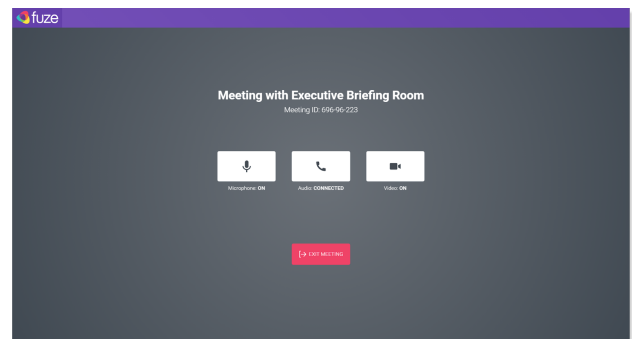 fuze
Meeting with Executive Briefing Room
Meeting ID: 696-96-223
Microphone: ON
Audio: CONNECTED
Video: ON
EXIT MEETING